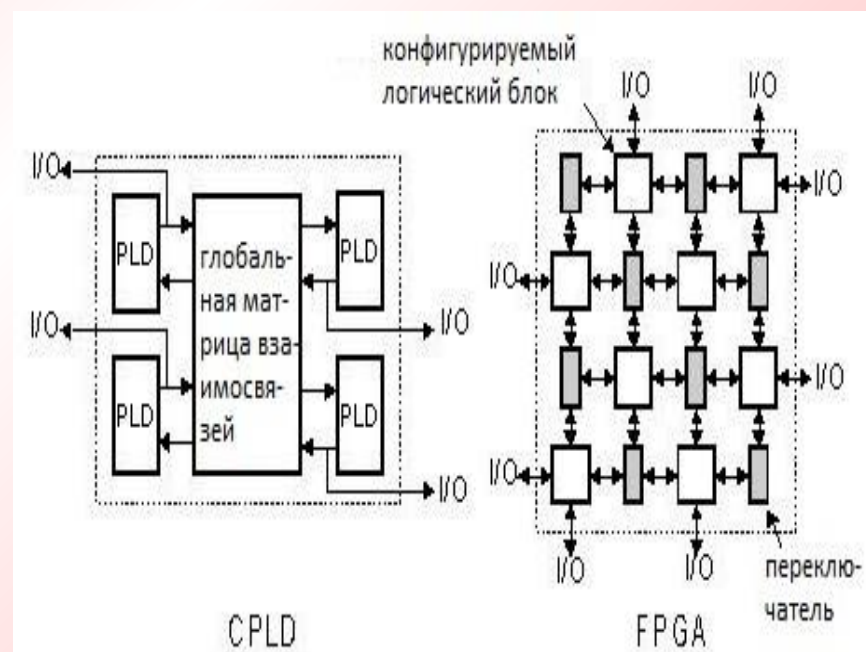 I/O
I/O
PLD
PLD
глобаль-
ная мат-
рица вза-
имосвя-
зей
PLD
PLD
I/O
I/O
CPLD
конфигурируемый
логический блок
I/O
I/O
I/O
I/O
I/O
I/O
I/O
I/O
переклю-
чатель
FPGA